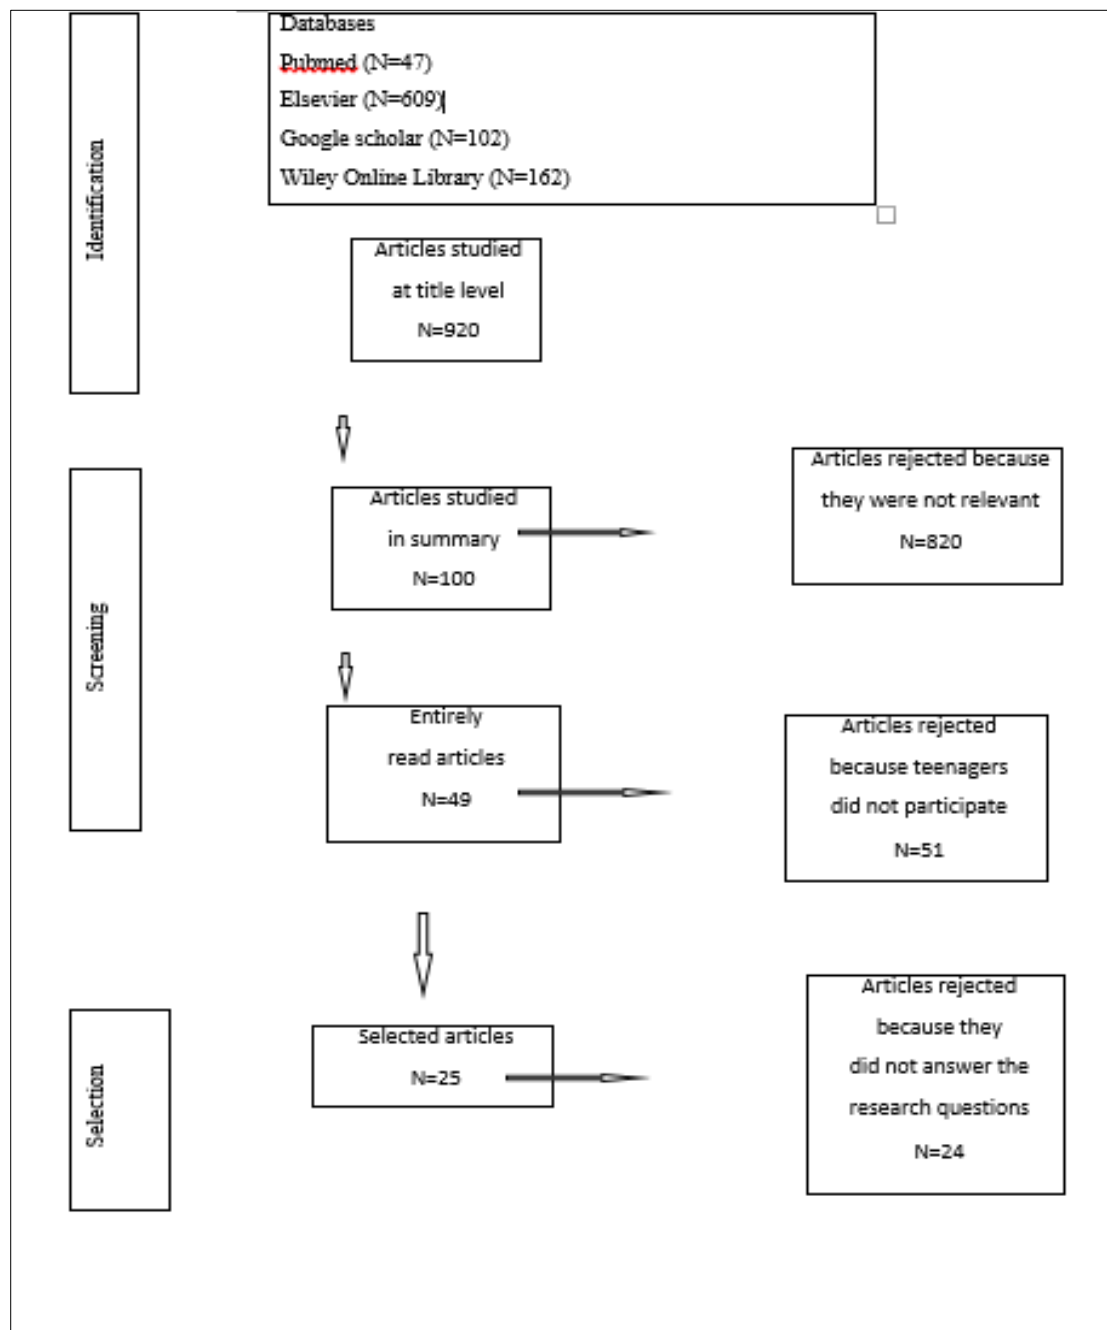 Identification
Databases
Pubmed (N=47)
Elsevier (N=609)
Google scholar (N=102)
Wiley Online Library (N=162)
Articles studied
at title level
N=920
Screening
Articles studied
in summary
N=100
Articles rejected because
they were not relevant
N=820
Entirely
read articles
N=49
Articles rejected
because teenagers
did not participate
N=51
Selection
Selected articles
N=25
Articles rejected
because they
did not answer the
research questions
N=24